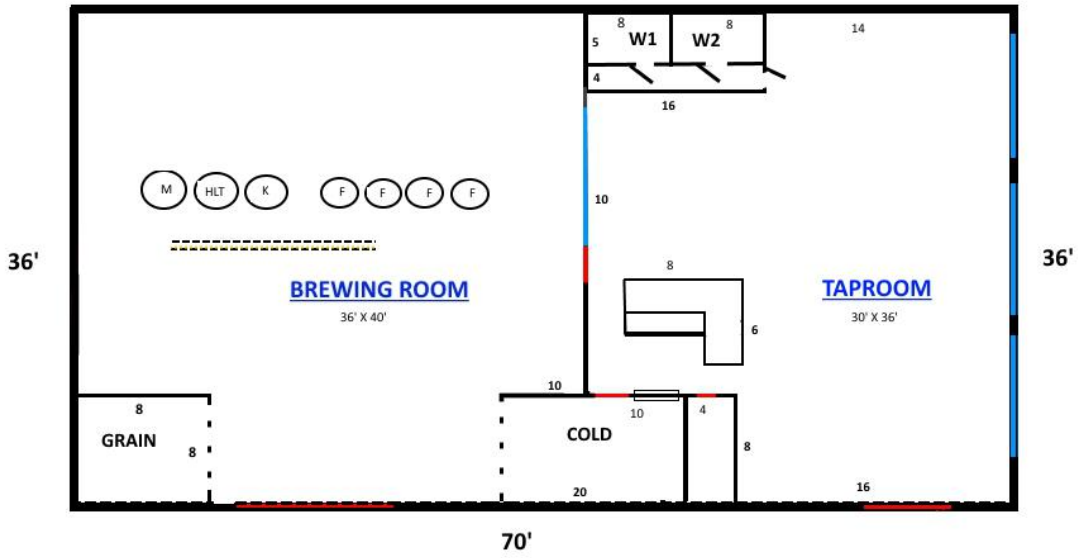 8
8
14
5
W1
W2
4
16
M
HLT
K
F
F
F
F
10
36'
36'
8
BREWING ROOM
36' X 40'
TAPROOM
30' X 36'
6
10
8
10
4
GRAIN
8
COLD
8
20
16
70'